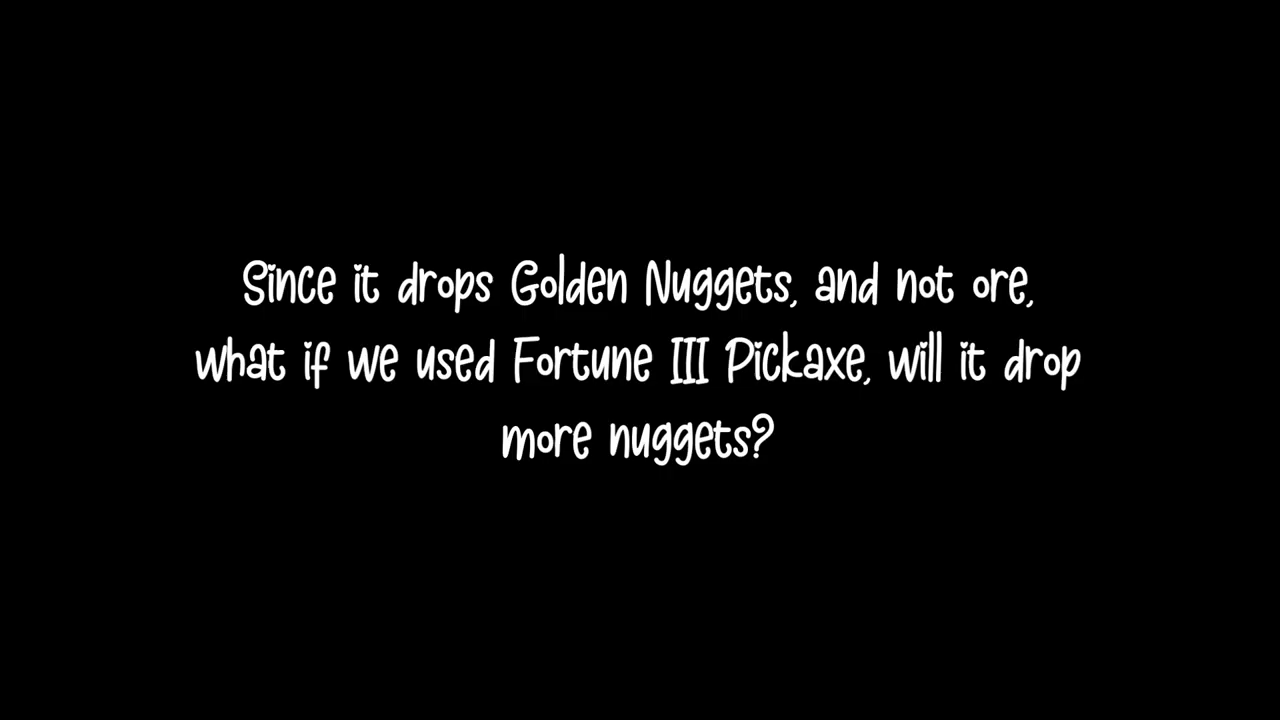 Since it drops Golden Nuggets, and not ore,
what if we used Fortune III Pickaxe, will it drop
more nuggets?